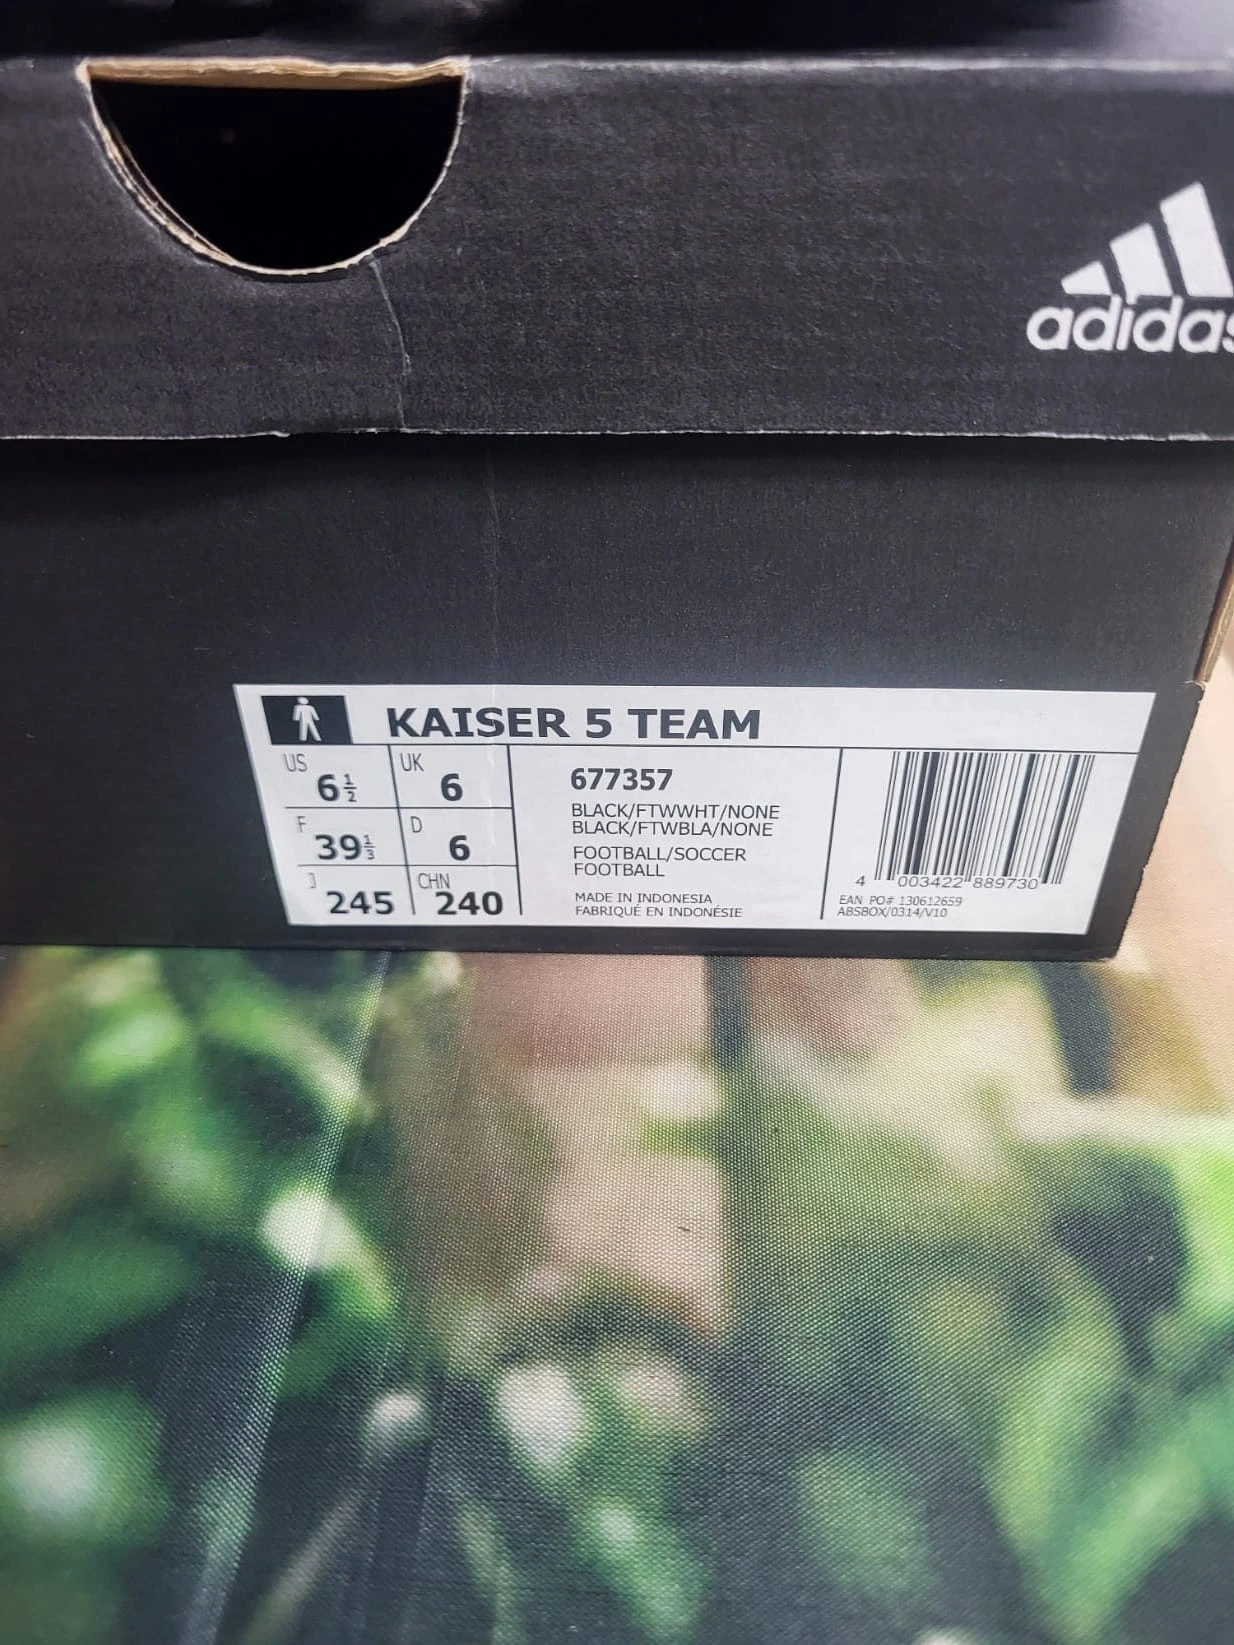 adidas
KAISER 5 TEAM
US 6½ UK 6
F 39⅓ D 6
J 245 CHN 240
677357
BLACK/FTWWHT/NONE
BLACK/FTWBLA/NONE
FOOTBALL/SOCCER
FOOTBALL
MADE IN INDONESIA
FABRIQUÉ EN INDONÉSIE
4 003422 889730
EAN PO# 130612659
ABSBOX/0314/V10